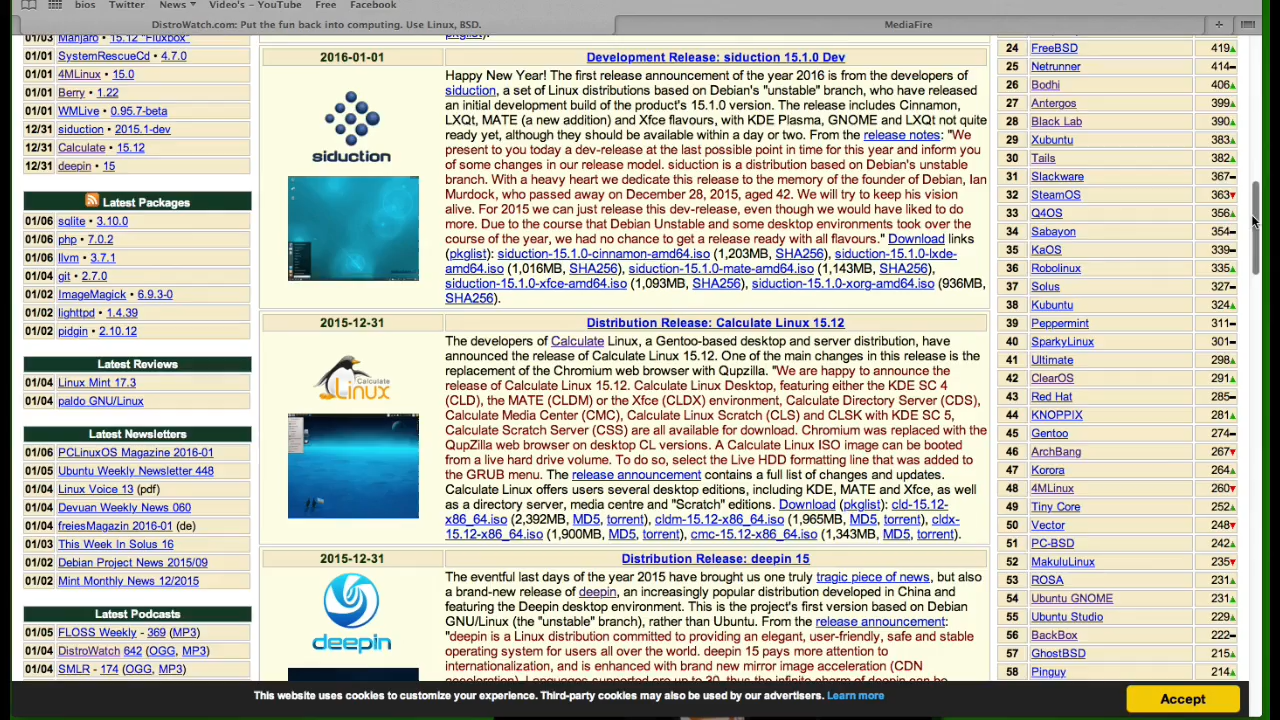 bios Twitter News Video's – YouTube Free Facebook
DistroWatch.com: Put the fun back into computing. Use Linux, BSD.
MediaFire
01/03 Manjaro • 15.12 "Fluxbox"
01/01 SystemRescueCd • 4.7.0
01/01 4MLinux • 15.0
01/01 Berry • 1.22
01/01 WMLive • 0.95.7-beta
12/31 siduction • 2015.1-dev
12/31 Calculate • 15.12
12/31 deepin • 15
Latest Packages
01/06 sqlite • 3.10.0
01/06 php • 7.0.2
01/06 llvm • 3.7.1
01/06 git • 2.7.0
01/02 ImageMagick • 6.9.3-0
01/02 lighttpd • 1.4.39
01/02 pidgin • 2.10.12
Latest Reviews
01/04 Linux Mint 17.3
01/04 paldo GNU/Linux
Latest Newsletters
01/06 PCLinuxOS Magazine 2016-01
01/05 Ubuntu Weekly Newsletter 448
01/04 Linux Voice 13 (pdf)
01/04 Devuan Weekly News 060
01/04 freiesMagazin 2016-01 (de)
01/03 This Week In Solus 16
01/02 Debian Project News 2015/09
01/02 Mint Monthly News 12/2015
Latest Podcasts
01/05 FLOSS Weekly - 369 (MP3)
01/04 DistroWatch 642 (OGG, MP3)
01/04 SMLR - 174 (OGG, MP3)
pkglist).
2016-01-01
Development Release: siduction 15.1.0 Dev
siduction
Happy New Year! The first release announcement of the year 2016 is from the developers of
siduction, a set of Linux distributions based on Debian's "unstable" branch, who have released
an initial development build of the product's 15.1.0 version. The release includes Cinnamon,
LXQt, MATE (a new addition) and Xfce flavours, with KDE Plasma, GNOME and LXQt not quite
ready yet, although they should be available within a day or two. From the release notes: "We
present to you today a dev-release at the last possible point in time for this year and inform you
of some changes in our release model. siduction is a distribution based on Debian's unstable
branch. With a heavy heart we dedicate this release to the memory of the founder of Debian, Ian
Murdock, who passed away on December 28, 2015, aged 42. We will try to keep his vision
alive. For 2015 we can just release this dev-release, even though we would have liked to do
more. Due to the course that Debian Unstable and some desktop environments took over the
course of the year, we had no chance to get a release ready with all flavours." Download links
(pkglist): siduction-15.1.0-cinnamon-amd64.iso (1,203MB, SHA256), siduction-15.1.0-lxde-
amd64.iso (1,016MB, SHA256), siduction-15.1.0-mate-amd64.iso (1,143MB, SHA256),
siduction-15.1.0-xfce-amd64.iso (1,093MB, SHA256), siduction-15.1.0-xorg-amd64.iso (936MB,
SHA256).
2015-12-31
Distribution Release: Calculate Linux 15.12
Calculate
Linux
The developers of Calculate Linux, a Gentoo-based desktop and server distribution, have
announced the release of Calculate Linux 15.12. One of the main changes in this release is the
replacement of the Chromium web browser with Qupzilla. "We are happy to announce the
release of Calculate Linux 15.12. Calculate Linux Desktop, featuring either the KDE SC 4
(CLD), the MATE (CLDM) or the Xfce (CLDX) environment, Calculate Directory Server (CDS),
Calculate Media Center (CMC), Calculate Linux Scratch (CLS) and CLSK with KDE SC 5,
Calculate Scratch Server (CSS) are all available for download. Chromium was replaced with the
QupZilla web browser on desktop CL versions. A Calculate Linux ISO image can be booted
from a live hard drive volume. To do so, select the Live HDD formatting line that was added to
the GRUB menu. The release announcement contains a full list of changes and updates.
Calculate Linux offers users several desktop editions, including KDE, MATE and Xfce, as well
as a directory server, media centre and "Scratch" editions. Download (pkglist): cld-15.12-
x86_64.iso (2,392MB, MD5, torrent), cldm-15.12-x86_64.iso (1,965MB, MD5, torrent), cldx-
15.12-x86_64.iso (1,900MB, MD5, torrent), cmc-15.12-x86_64.iso (1,343MB, MD5, torrent).
2015-12-31
Distribution Release: deepin 15
deepin
The eventful last days of the year 2015 have brought us one truly tragic piece of news, but also
a brand-new release of deepin, an increasingly popular distribution developed in China and
featuring the Deepin desktop environment. This is the project's first version based on Debian
GNU/Linux (the "unstable" branch), rather than Ubuntu. From the release announcement:
"deepin is a Linux distribution committed to providing an elegant, user-friendly, safe and stable
operating system for users all over the world. deepin 15 pays more attention to
internationalization, and is enhanced with brand new mirror image acceleration (CDN
24 FreeBSD 419
25 Netrunner 414
26 Bodhi 406
27 Antergos 399
28 Black Lab 390
29 Xubuntu 383
30 Tails 382
31 Slackware 367
32 SteamOS 363
33 Q4OS 356
34 Sabayon 354
35 KaOS 339
36 Robolinux 335
37 Solus 327
38 Kubuntu 324
39 Peppermint 311
40 SparkyLinux 301
41 Ultimate 298
42 ClearOS 291
43 Red Hat 285
44 KNOPPIX 281
45 Gentoo 274
46 ArchBang 267
47 Korora 264
48 4MLinux 260
49 Tiny Core 252
50 Vector 248
51 PC-BSD 242
52 MakuluLinux 235
53 ROSA 231
54 Ubuntu GNOME 231
55 Ubuntu Studio 229
56 BackBox 222
57 GhostBSD 215
58 Pinguy 214
This website uses cookies to customize your experience. Third-party cookies may also be used by our advertisers. Learn more
Accept